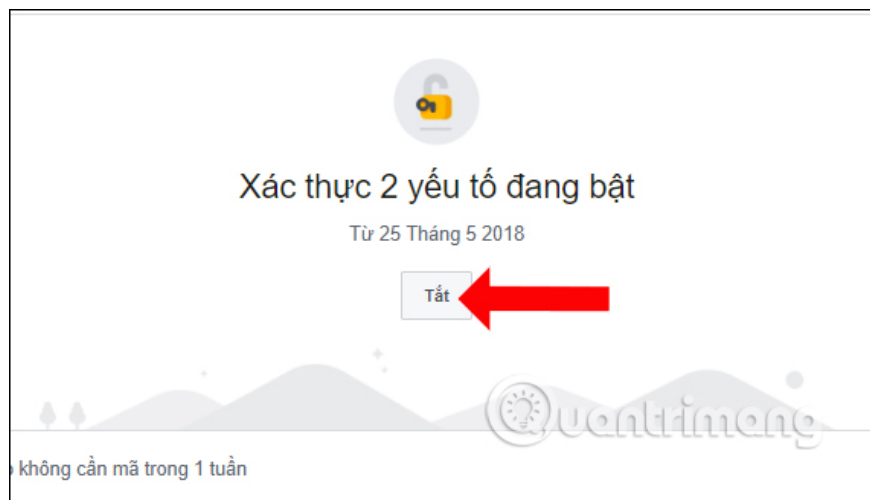 Xác thực 2 yếu tố đang bật
Từ 25 Tháng 5 2018
Tắt
Quantrimang
không cần mã trong 1 tuần